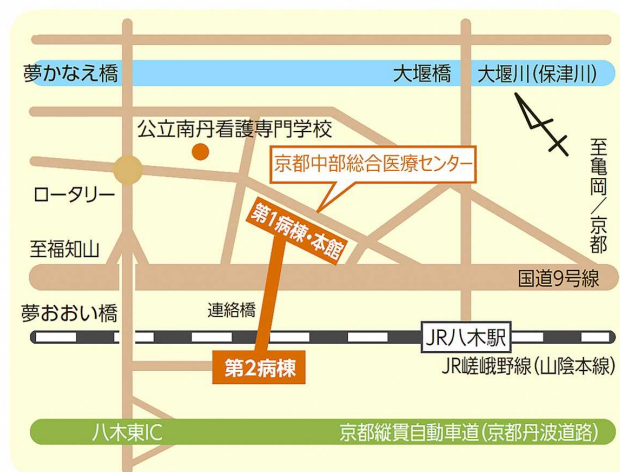 夢かなえ橋
大堰橋
大堰川(保津川)
公立南丹看護専門学校
京都中部総合医療センター
至亀岡/京都
ロータリー
第1病棟・本館
至福知山
国道9号線
夢おおい橋
連絡橋
JR八木駅
第2病棟
JR嵯峨野線(山陰本線)
八木東IC
京都縦貫自動車道(京都丹波道路)